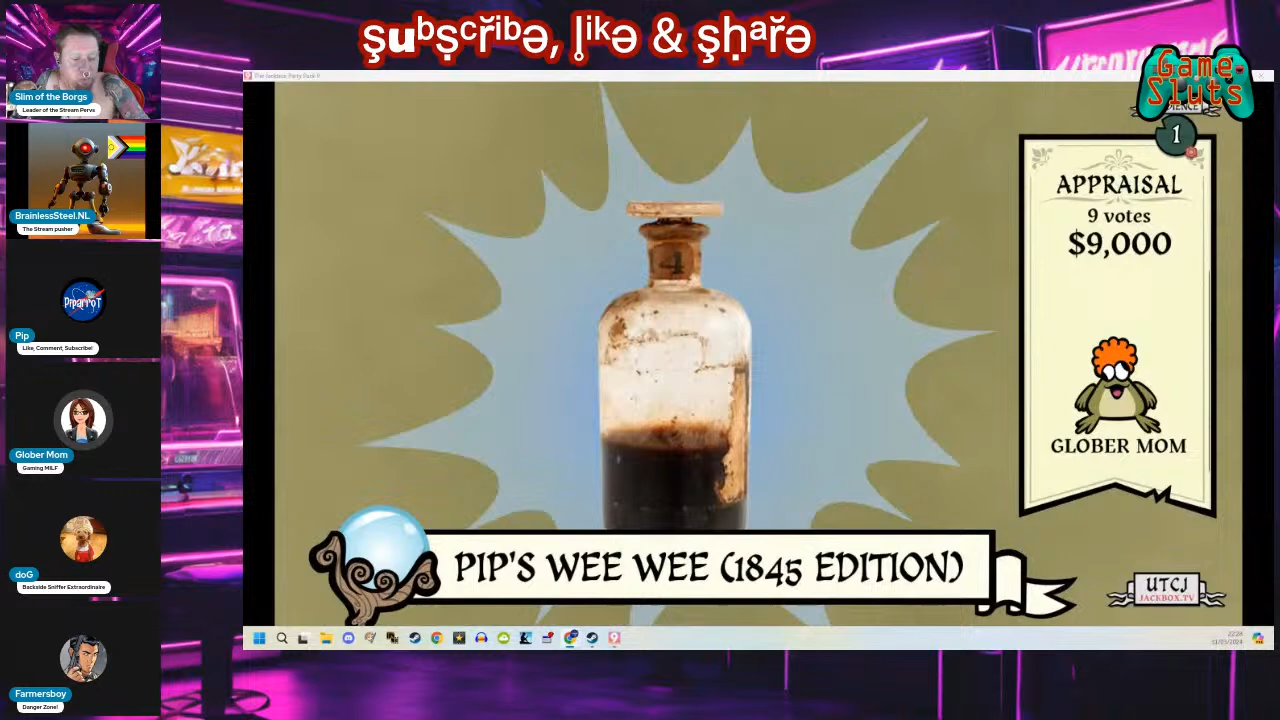 şubşcřibə, ļikə & şḥařə
Game
Sluts
Slim of the Borgs
Leader of the Stream Pervs
BrainlessSteel.NL
The Stream pusher
PiparroT
Pip
Like, Comment, Subscribe!
Glober Mom
Gaming MILF
doG
Backside Sniffer Extraordinaire
Farmersboy
Danger Zone!
1
APPRAISAL
9 votes
$9,000
GLOBER MOM
4
PIP'S WEE WEE (1845 EDITION)
UTCJ
JACKBOX.TV